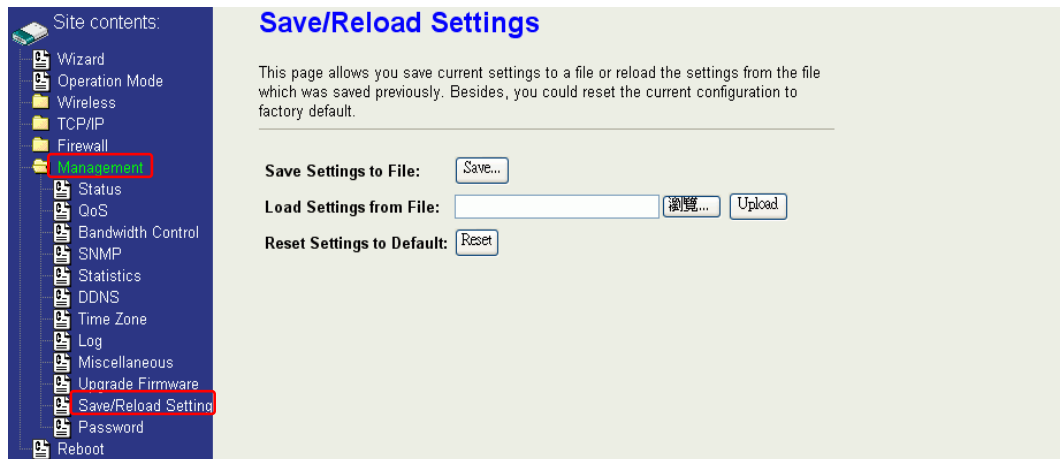 Site contents:
Wizard
Operation Mode
Wireless
TCP/IP
Firewall
Management
Status
QoS
Bandwidth Control
SNMP
Statistics
DDNS
Time Zone
Log
Miscellaneous
Upgrade Firmware
Save/Reload Setting
Password
Reboot
Save/Reload Settings
This page allows you save current settings to a file or reload the settings from the file
which was saved previously. Besides, you could reset the current configuration to
factory default.
Save Settings to File: Save...
Load Settings from File: 瀏覽... Upload
Reset Settings to Default: Reset